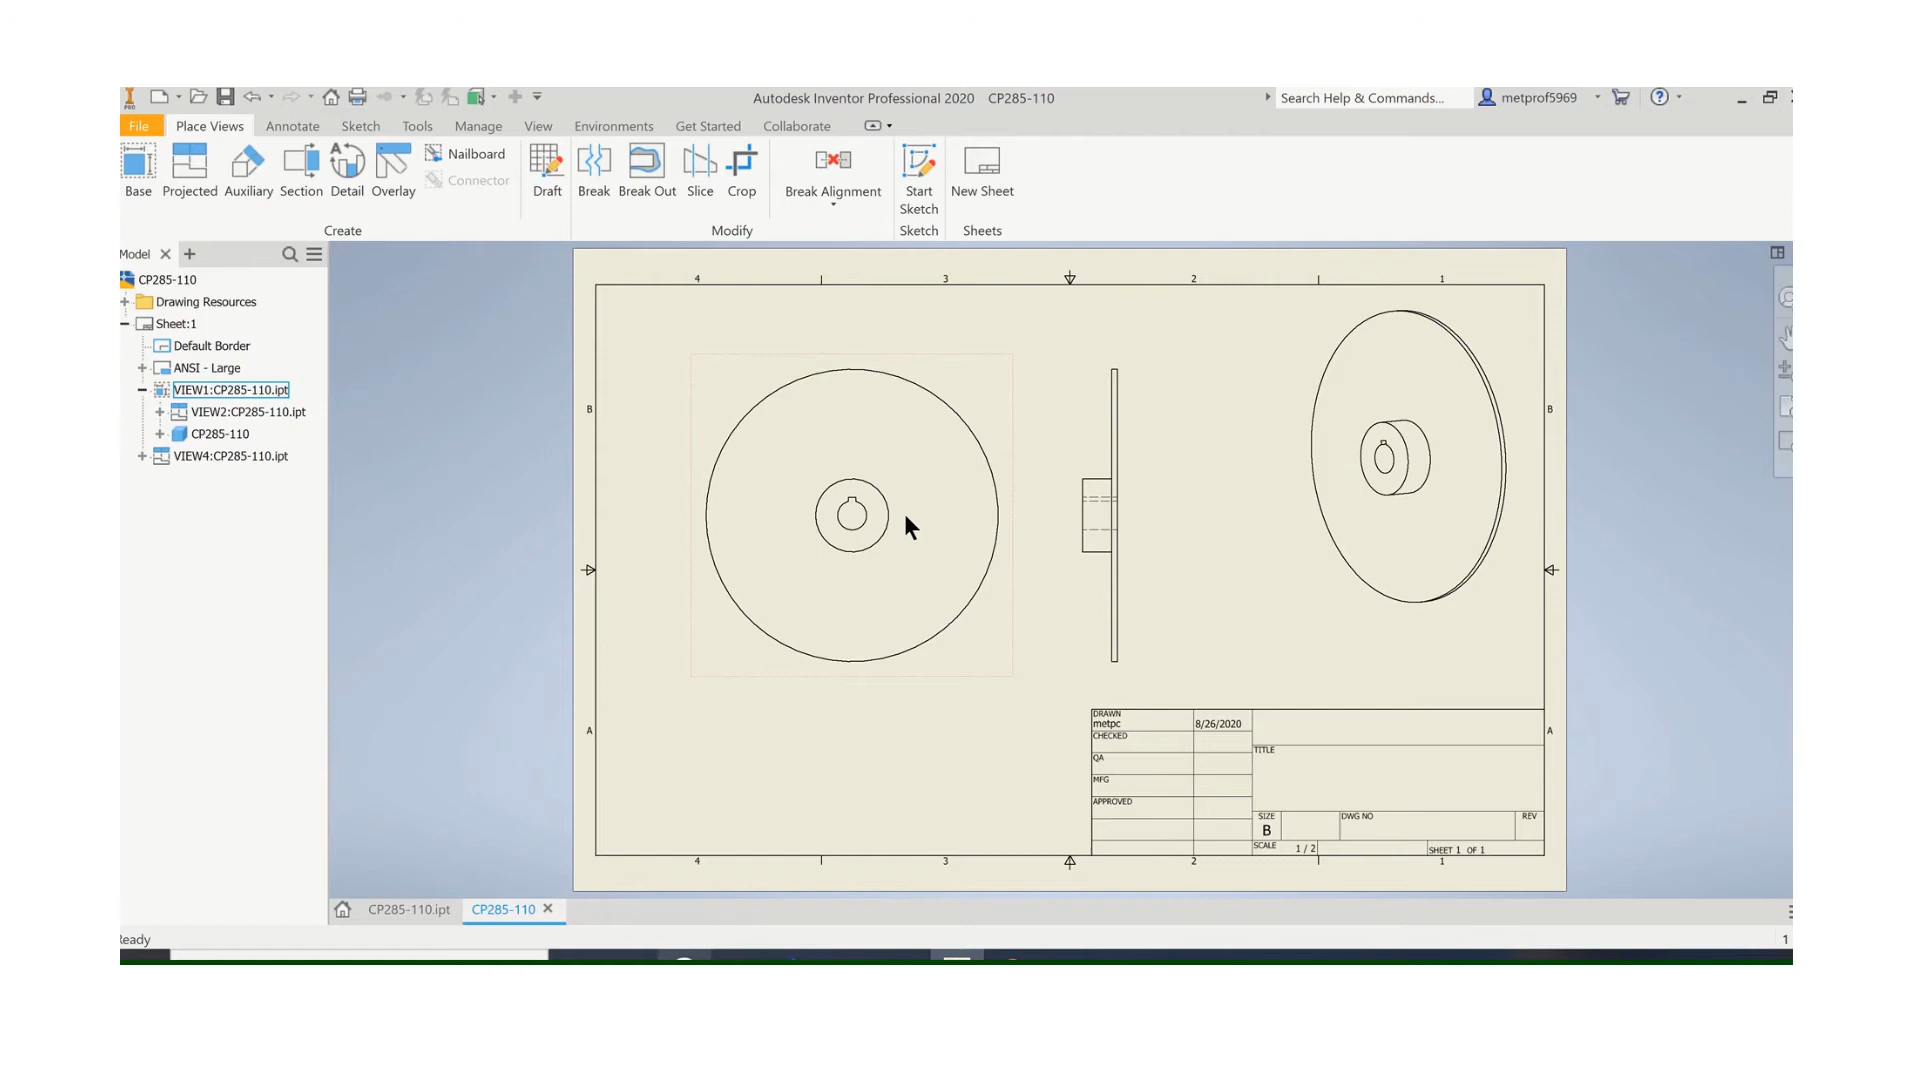 PRO
Autodesk Inventor Professional 2020 CP285-110
Search Help & Commands...
metprof5969
File Place Views Annotate Sketch Tools Manage View Environments Get Started Collaborate
Base Projected Auxiliary Section Detail Overlay
Nailboard
Connector
Draft
Break Break Out Slice Crop
Break Alignment
Start
Sketch
New Sheet
Create Modify Sketch Sheets
Model
CP285-110
Drawing Resources
Sheet:1
Default Border
ANSI - Large
VIEW1:CP285-110.ipt
VIEW2:CP285-110.ipt
CP285-110
VIEW4:CP285-110.ipt
4 3 2 1
B B
A A
DRAWN
metpc
8/26/2020
CHECKED
QA
MFG
APPROVED
TITLE
SIZE
B
DWG NO
REV
SCALE
1 / 2
SHEET 1 OF 1
4 3 2 1
CP285-110.ipt CP285-110
Ready
1